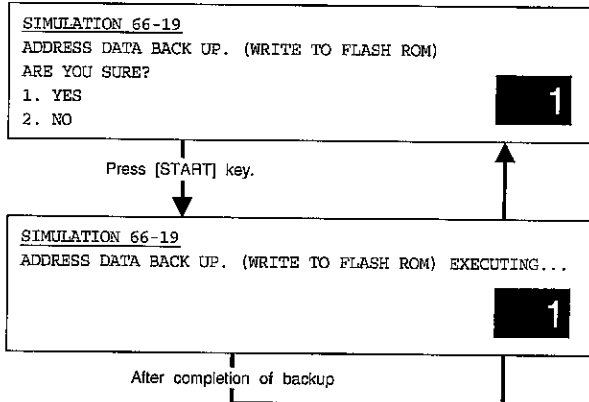 SIMULATION 66-19
ADDRESS DATA BACK UP. (WRITE TO FLASH ROM)
ARE YOU SURE?
1. YES
2. NO
1
Press [START] key.
SIMULATION 66-19
ADDRESS DATA BACK UP. (WRITE TO FLASH ROM) EXECUTING...
1
After completion of backup